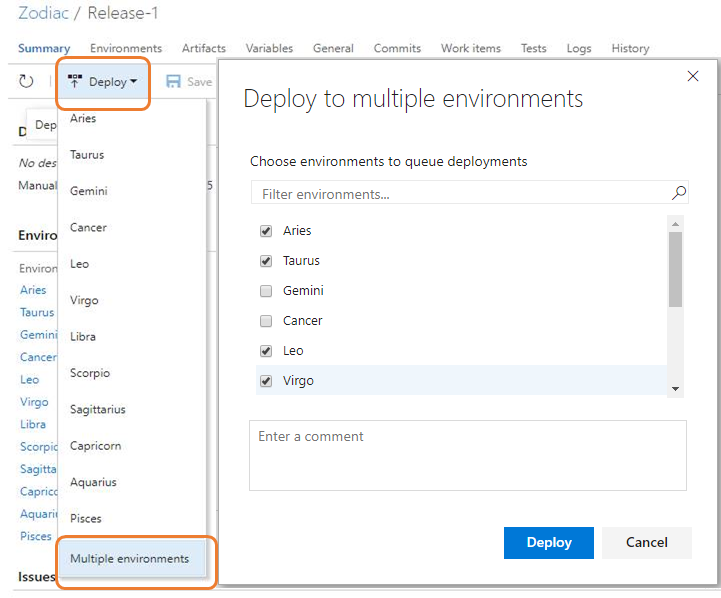 Zodiac / Release-1
Summary Environments Artifacts Variables General Commits Work items Tests Logs History
Deploy Save
Dep
No des
Manual 5
Enviro
Environ
Aries
Taurus
Gemini
Cancer
Leo
Virgo
Libra
Scorpio
Sagitta
Capric
Aquari
Pisces
Issues
Aries
Taurus
Gemini
Cancer
Leo
Virgo
Libra
Scorpio
Sagittarius
Capricorn
Aquarius
Pisces
Multiple environments
Deploy to multiple environments
Choose environments to queue deployments
Filter environments...
Aries
Taurus
Gemini
Cancer
Leo
Virgo
Enter a comment
Deploy Cancel